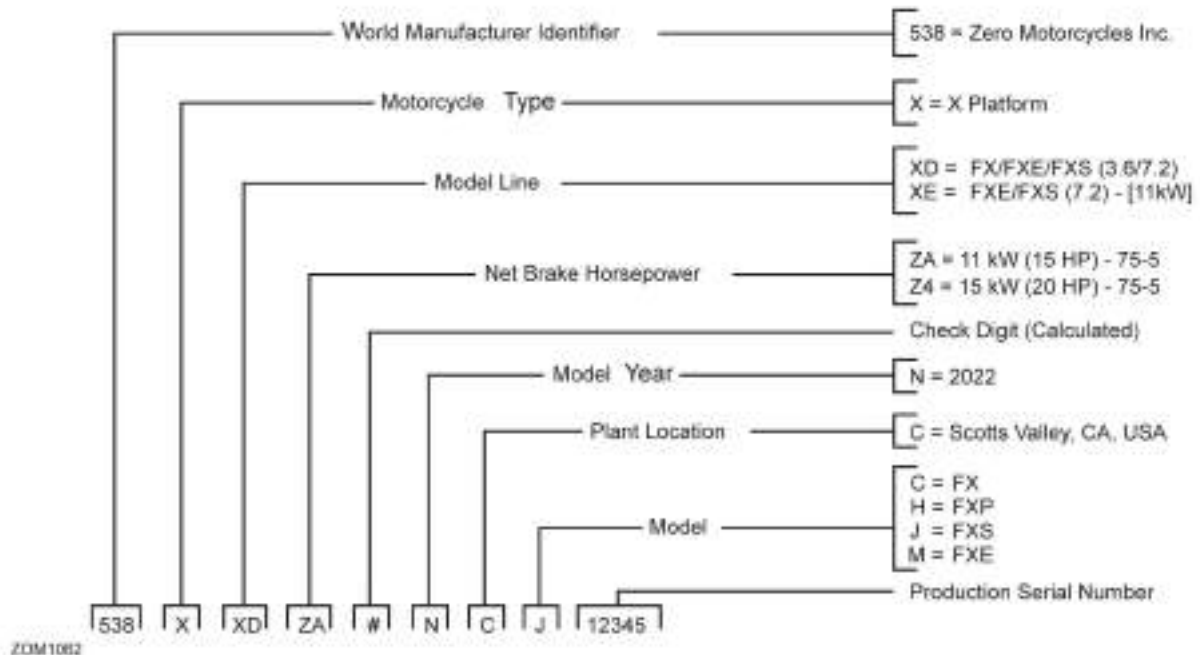 World Manufacturer Identifier
538 = Zero Motorcycles Inc.
Motorcycle Type
X = X Platform
Model Line
XD = FX/FXE/FXS (3.6/7.2)
XE = FXE/FXS (7.2) - [11kW]
Net Brake Horsepower
ZA = 11 kW (15 HP) - 75-5
Z4 = 15 kW (20 HP) - 75-5
Check Digit (Calculated)
Model Year
N = 2022
Plant Location
C = Scotts Valley, CA, USA
Model
C = FX
H = FXP
J = FXS
M = FXE
Production Serial Number
538 X XD ZA # N C J 12345
ZOM1062